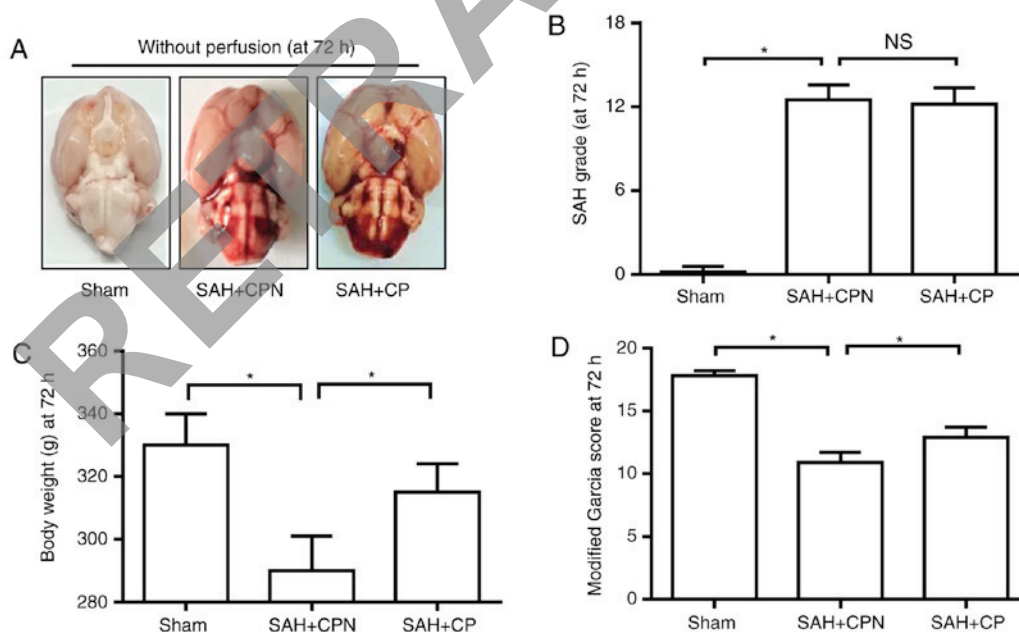 A
Without perfusion (at 72 h)
Sham
SAH+CPN
SAH+CP
B
SAH grade (at 72 h)
18
12
6
0
*
NS
Sham
SAH+CPN
SAH+CP
C
Body weight (g) at 72 h
360
340
320
300
280
*
*
Sham
SAH+CPN
SAH+CP
D
Modified Garcia score at 72 h
20
15
10
5
0
*
*
Sham
SAH+CPN
SAH+CP
RETRA